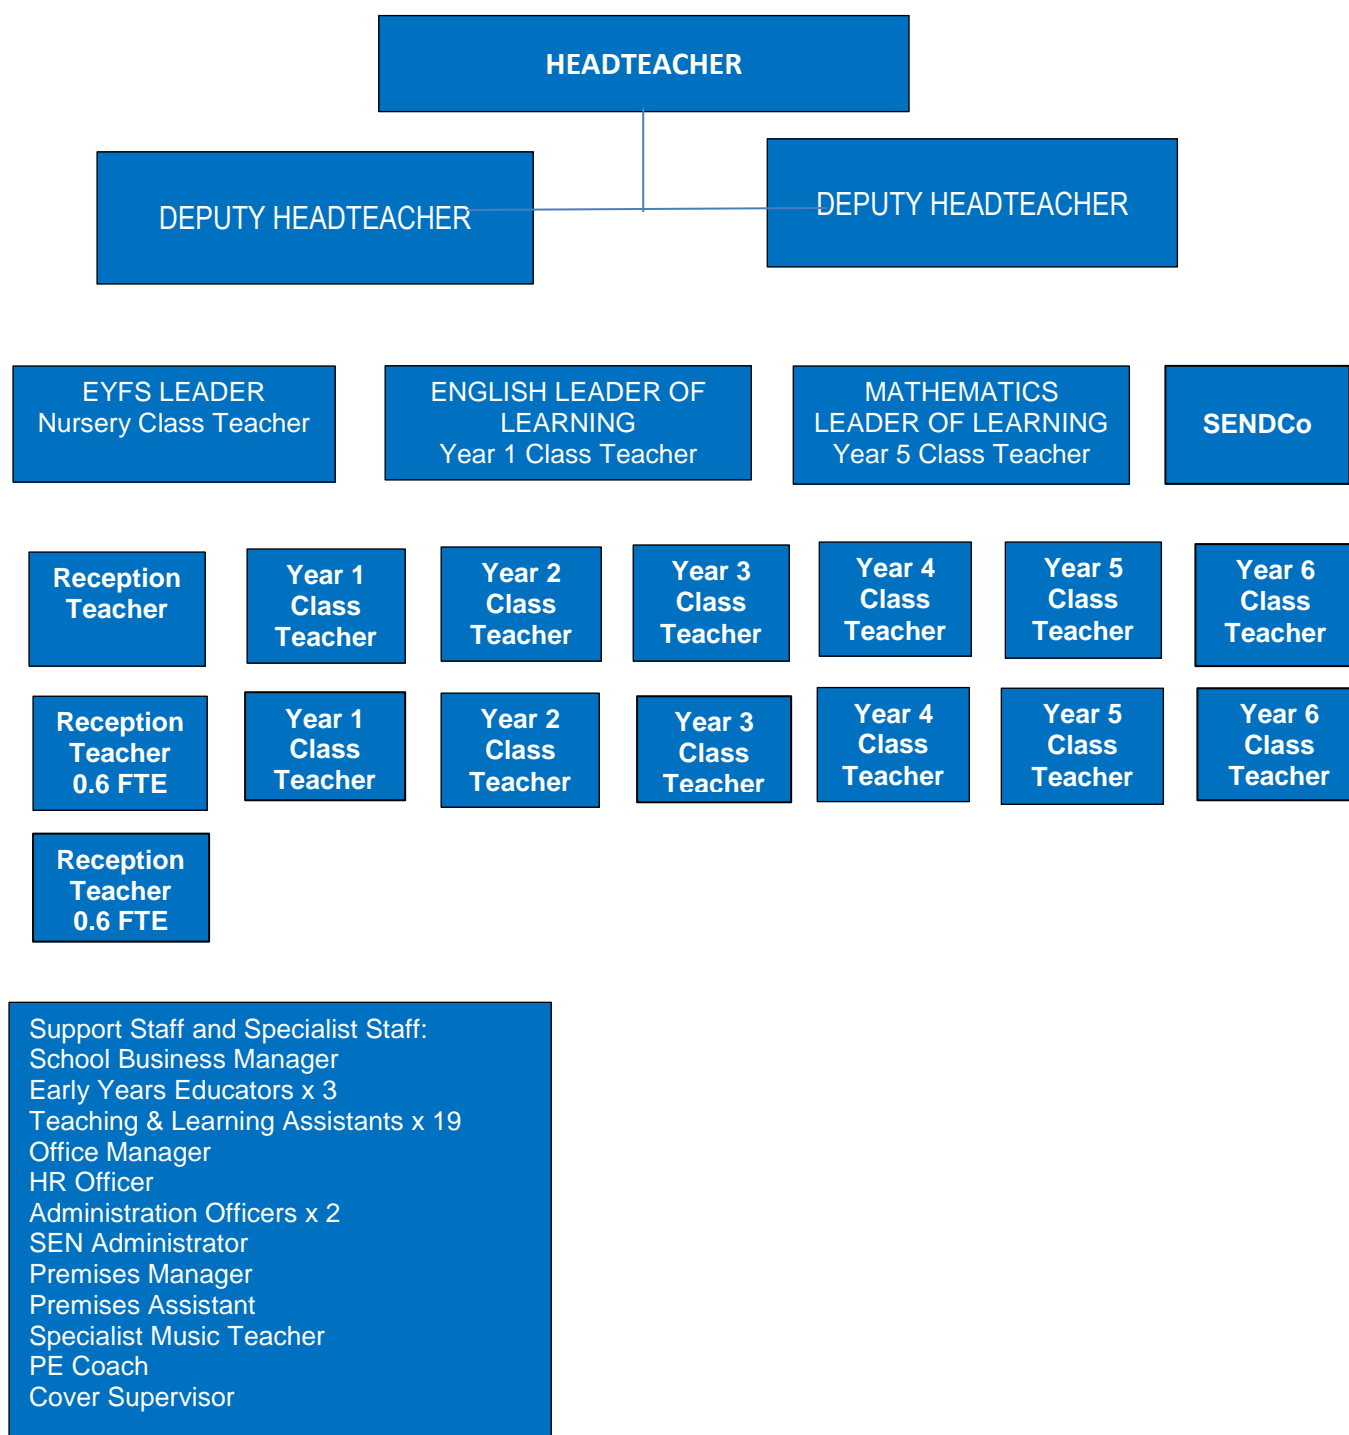 HEADTEACHER
DEPUTY HEADTEACHER
DEPUTY HEADTEACHER
EYFS LEADER
Nursery Class Teacher
ENGLISH LEADER OF
LEARNING
Year 1 Class Teacher
MATHEMATICS
LEADER OF LEARNING
Year 5 Class Teacher
SENDCo
Reception
Teacher
Year 1
Class
Teacher
Year 2
Class
Teacher
Year 3
Class
Teacher
Year 4
Class
Teacher
Year 5
Class
Teacher
Year 6
Class
Teacher
Reception
Teacher
0.6 FTE
Year 1
Class
Teacher
Year 2
Class
Teacher
Year 3
Class
Teacher
Year 4
Class
Teacher
Year 5
Class
Teacher
Year 6
Class
Teacher
Reception
Teacher
0.6 FTE
Support Staff and Specialist Staff:
School Business Manager
Early Years Educators x 3
Teaching & Learning Assistants x 19
Office Manager
HR Officer
Administration Officers x 2
SEN Administrator
Premises Manager
Premises Assistant
Specialist Music Teacher
PE Coach
Cover Supervisor